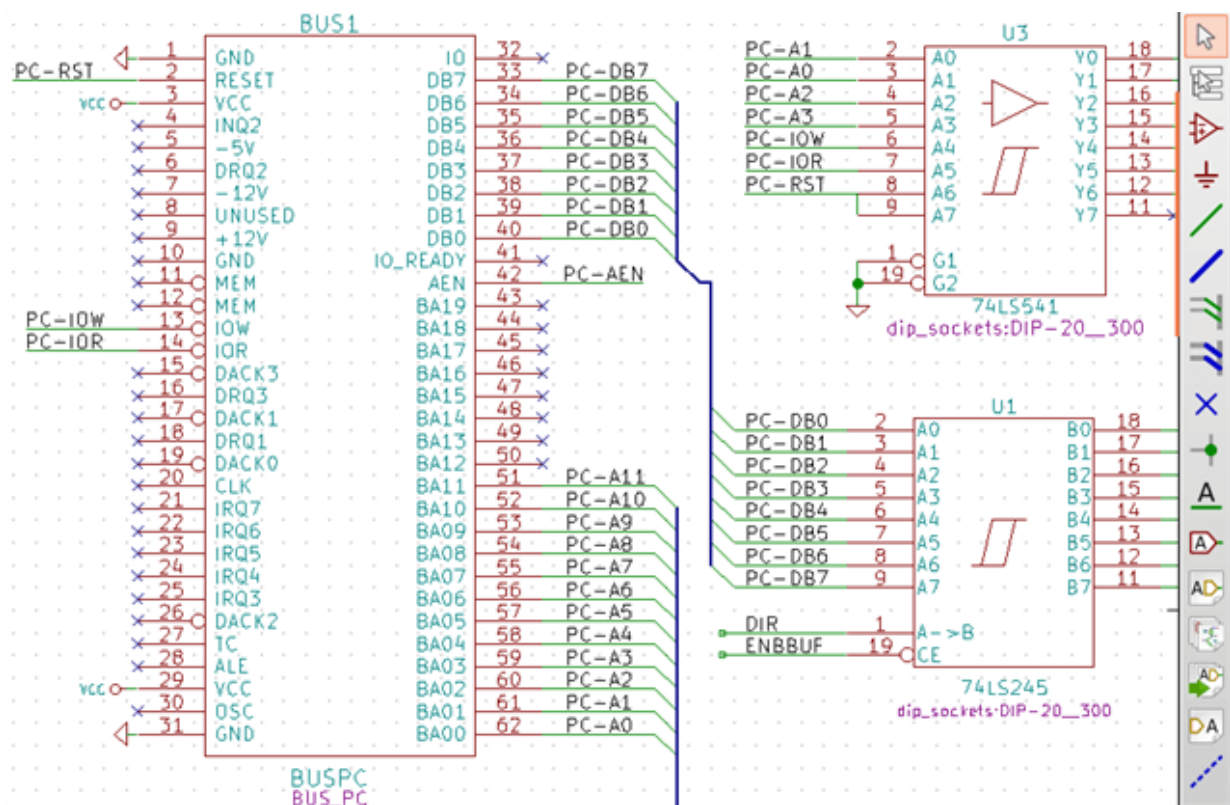 BUS1
1 GND
PC-RST 2 RESET
VCC 3 VCC
4 INQ2
5 -5V
6 DRQ2
7 -12V
8 UNUSED
9 +12V
10 GND
11 MEM
12 MEM
PC-IOW 13 IOW
PC-IOR 14 IOR
15 DACK3
16 DRQ3
17 DACK1
18 DRQ1
19 DACK0
20 CLK
21 IRQ7
22 IRQ6
23 IRQ5
24 IRQ4
25 IRQ3
26 DACK2
27 TC
28 ALE
VCC 29 VCC
30 OSC
31 GND
IO 32
DB7 33 PC-DB7
DB6 34 PC-DB6
DB5 35 PC-DB5
DB4 36 PC-DB4
DB3 37 PC-DB3
DB2 38 PC-DB2
DB1 39 PC-DB1
DB0 40 PC-DB0
IO_READY 41
AEN 42 PC-AEN
BA19 43
BA18 44
BA17 45
BA16 46
BA15 47
BA14 48
BA13 49
BA12 50
BA11 51 PC-A11
BA10 52 PC-A10
BA09 53 PC-A9
BA08 54 PC-A8
BA07 55 PC-A7
BA06 56 PC-A6
BA05 57 PC-A5
BA04 58 PC-A4
BA03 59 PC-A3
BA02 60 PC-A2
BA01 61 PC-A1
BA00 62 PC-A0
BUSPC
BUS_PC
U3
PC-A1 2 A0 Y0 18
PC-A0 3 A1 Y1 17
PC-A2 4 A2 Y2 16
PC-A3 5 A3 Y3 15
PC-IOW 6 A4 Y4 14
PC-IOR 7 A5 Y5 13
PC-RST 8 A6 Y6 12
9 A7 Y7 11
1 G1
19 G2
74LS541
dip_sockets:DIP-20__300
U1
PC-DB0 2 A0 B0 18
PC-DB1 3 A1 B1 17
PC-DB2 4 A2 B2 16
PC-DB3 5 A3 B3 15
PC-DB4 6 A4 B4 14
PC-DB5 7 A5 B5 13
PC-DB6 8 A6 B6 12
PC-DB7 9 A7 B7 11
DIR 1 A->B
ENBBUF 19 CE
74LS245
dip_sockets:DIP-20__300
A
A
A
A
A